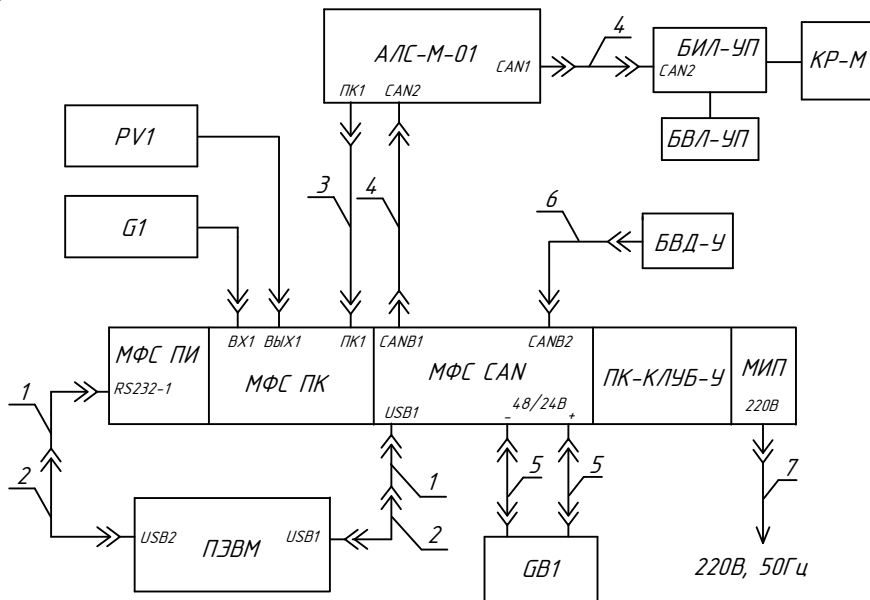 АЛС-М-01
CAN1
ПК1
CAN2
4
БИЛ-УП
CAN2
КР-М
БВЛ-УП
PV1
G1
3
4
6
БВД-У
МФС ПИ
RS232-1
ВХ1
ВЫХ1
ПК1
МФС ПК
CANB1
CANB2
МФС CAN
USB1
48/24В
- +
ПК-КЛУБ-У
МИП
220В
1
2
1
2
5
5
7
USB2
ПЭВМ
USB1
GB1
220В, 50Гц